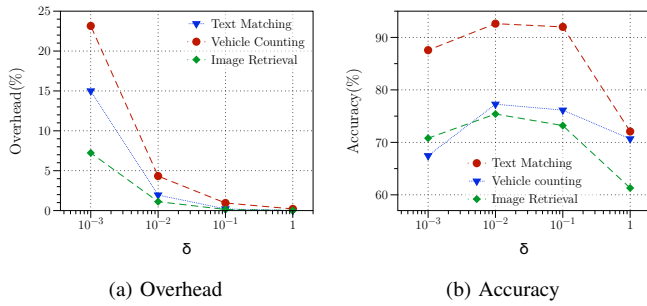 25
20
15
10
5
0
Overhead(%)
Text Matching
Vehicle Counting
Image Retrieval
10⁻³
10⁻²
10⁻¹
1
δ
(a) Overhead
90
80
70
60
Accuracy(%)
Text Matching
Vehicle counting
Image Retrieval
10⁻³
10⁻²
10⁻¹
1
δ
(b) Accuracy